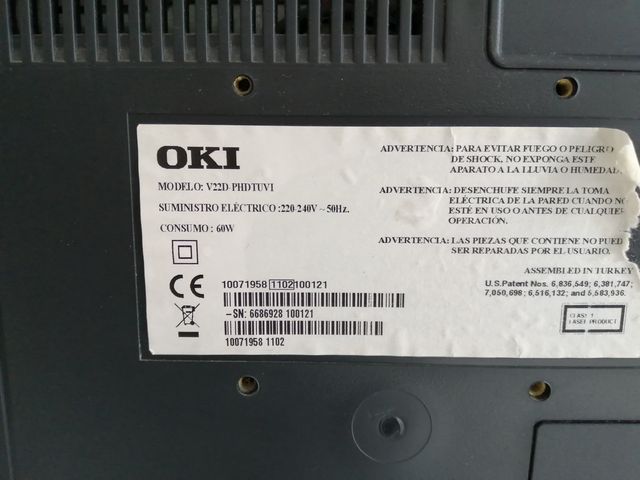 OKI
MODELO: V22D-PHDTUVI
SUMINISTRO ELÉCTRICO :220-240V ~ 50Hz.
CONSUMO : 60W
CE
10071958 1102 100121
-SN: 6686928 100121
10071958 1102
ADVERTENCIA: PARA EVITAR FUEGO O PELIGRO
DE SHOCK, NO EXPONGA ESTE
APARATO A LA LLUVIA O HUMEDAD.
ADVERTENCIA: DESENCHUFE SIEMPRE LA TOMA
ELÉCTRICA DE LA PARED CUANDO NO
ESTÉ EN USO O ANTES DE CUALQUIER
OPERACIÓN.
ADVERTENCIA: LAS PIEZAS QUE CONTIENE NO PUED
SER REPARADAS POR EL USUARIO.
ASSEMBLED IN TURKEY
U.S.Patent Nos. 6,836,549; 6,381,747;
7,050,698; 6,516,132; and 5,583,936.
CLASS 1
LASER PRODUCT